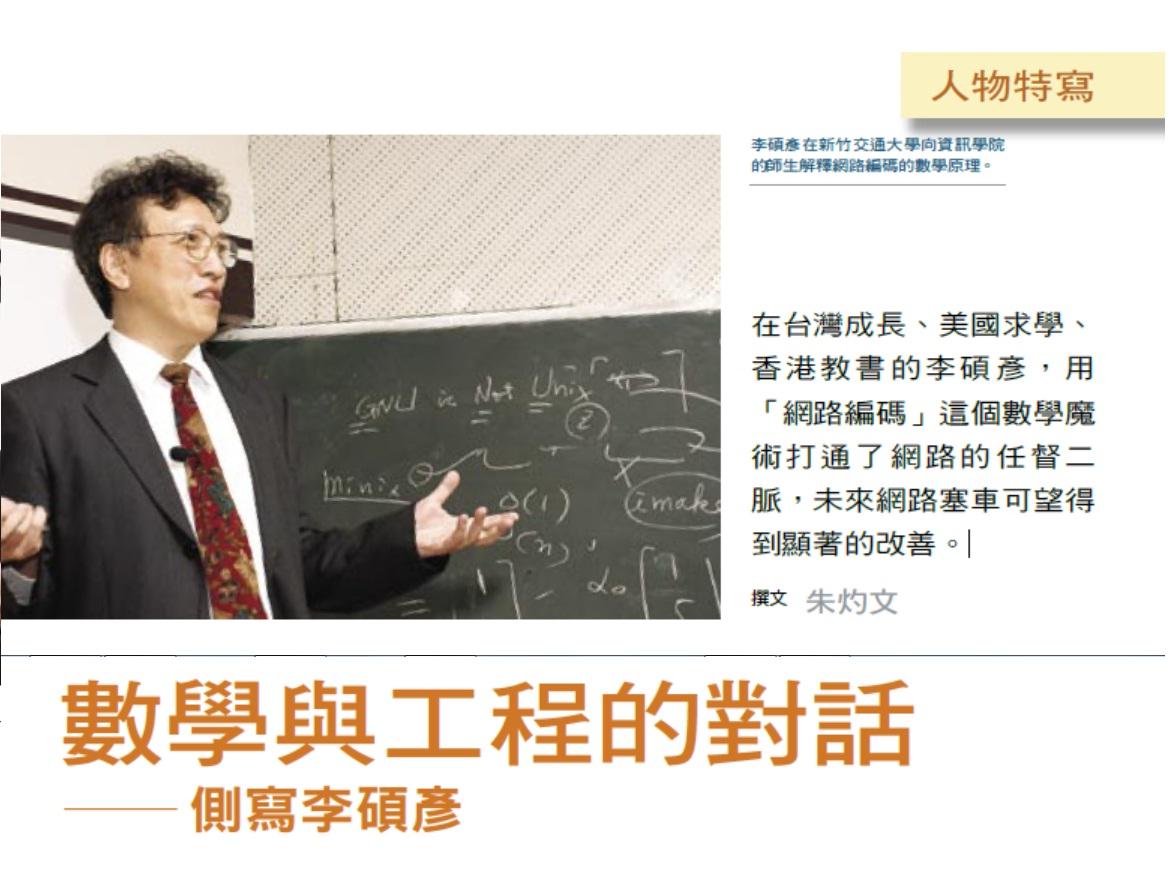 人物特寫
李碩彥在新竹交通大學向資訊學院
的師生解釋網路編碼的數學原理。
GNU is Not Unix
2
Minix
O(1)
imake
(n)
在台灣成長、美國求學、
香港教書的李碩彥，用
「網路編碼」這個數學魔
術打通了網路的任督二
脈，未來網路塞車可望得
到顯著的改善。
撰文 朱灼文
數學與工程的對話
——側寫李碩彥